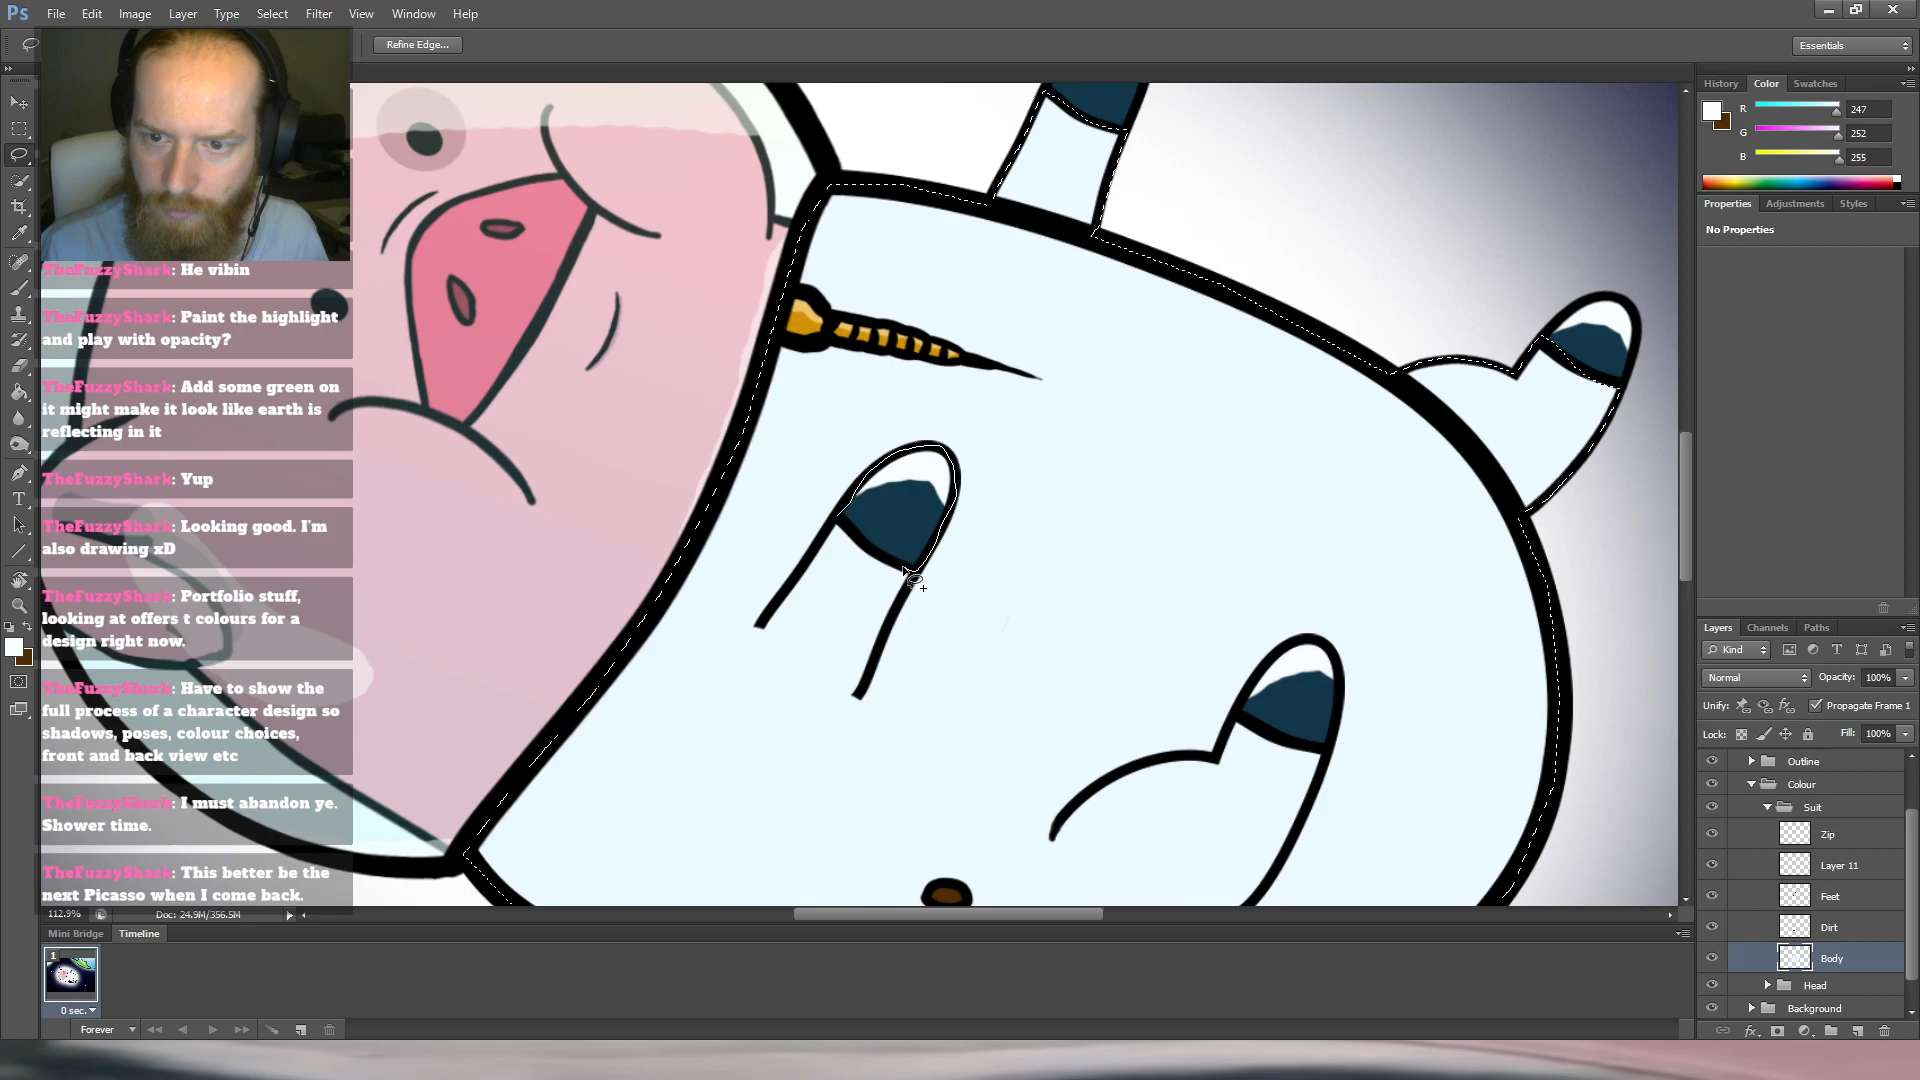 Ps File Edit Image Layer Type Select Filter View Window Help
Refine Edge... Essentials
TheFuzzyShark: He vibin
TheFuzzyShark: Paint the highlight
and play with opacity?
TheFuzzyShark: Add some green on
it might make it look like earth is
reflecting in it
TheFuzzyShark: Yup
TheFuzzyShark: Looking good. I'm
also drawing xD
TheFuzzyShark: Portfolio stuff,
looking at offers t colours for a
design right now.
TheFuzzyShark: Have to show the
full process of a character design so
shadows, poses, colour choices,
front and back view etc
TheFuzzyShark: I must abandon ye.
Shower time.
TheFuzzyShark: This better be the
next Picasso when I come back.
112.9% Doc: 24.9M/356.5M
Mini Bridge Timeline
1
0 sec.
Forever
History Color Swatches
R 247
G 252
B 255
Properties Adjustments Styles
No Properties
Layers Channels Paths
Kind
Normal Opacity: 100%
Unify: Propagate Frame 1
Lock: Fill: 100%
Outline
Colour
Suit
Zip
Layer 11
Feet
Dirt
Body
Head
Background
fx